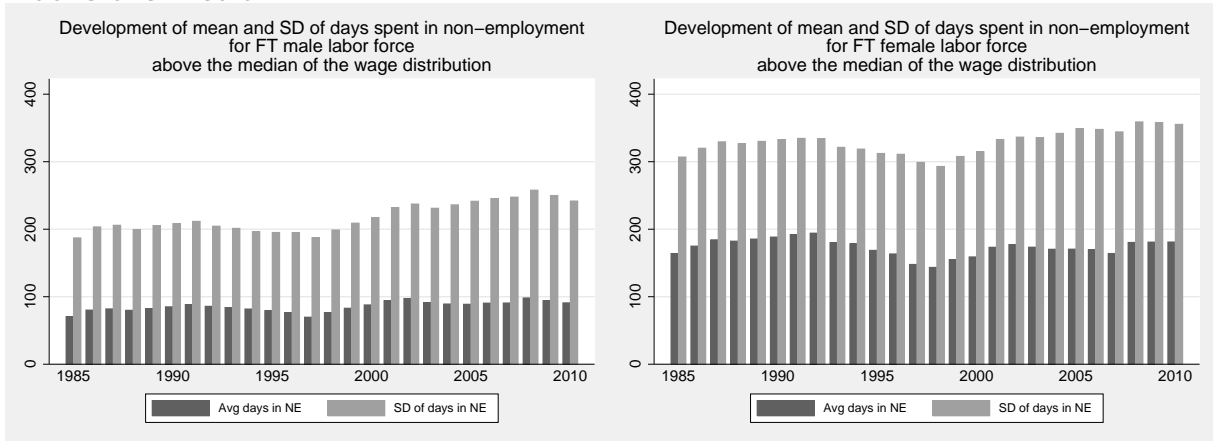 Development of mean and SD of days spent in non−employment
for FT male labor force
above the median of the wage distribution
400
300
200
100
0
1985 1990 1995 2000 2005 2010
Avg days in NE SD of days in NE
Development of mean and SD of days spent in non−employment
for FT female labor force
above the median of the wage distribution
400
300
200
100
0
1985 1990 1995 2000 2005 2010
Avg days in NE SD of days in NE